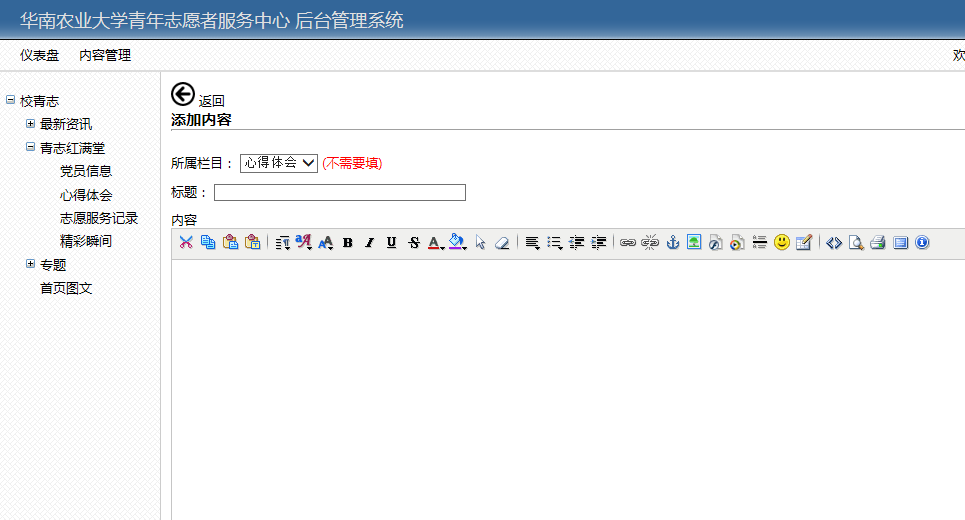 华南农业大学青年志愿者服务中心 后台管理系统
仪表盘 内容管理 欢
校青志
最新资讯
青志红满堂
党员信息
心得体会
志愿服务记录
精彩瞬间
专题
首页图文
返回
添加内容
所属栏目： 心得体会 (不需要填)
标题：
内容